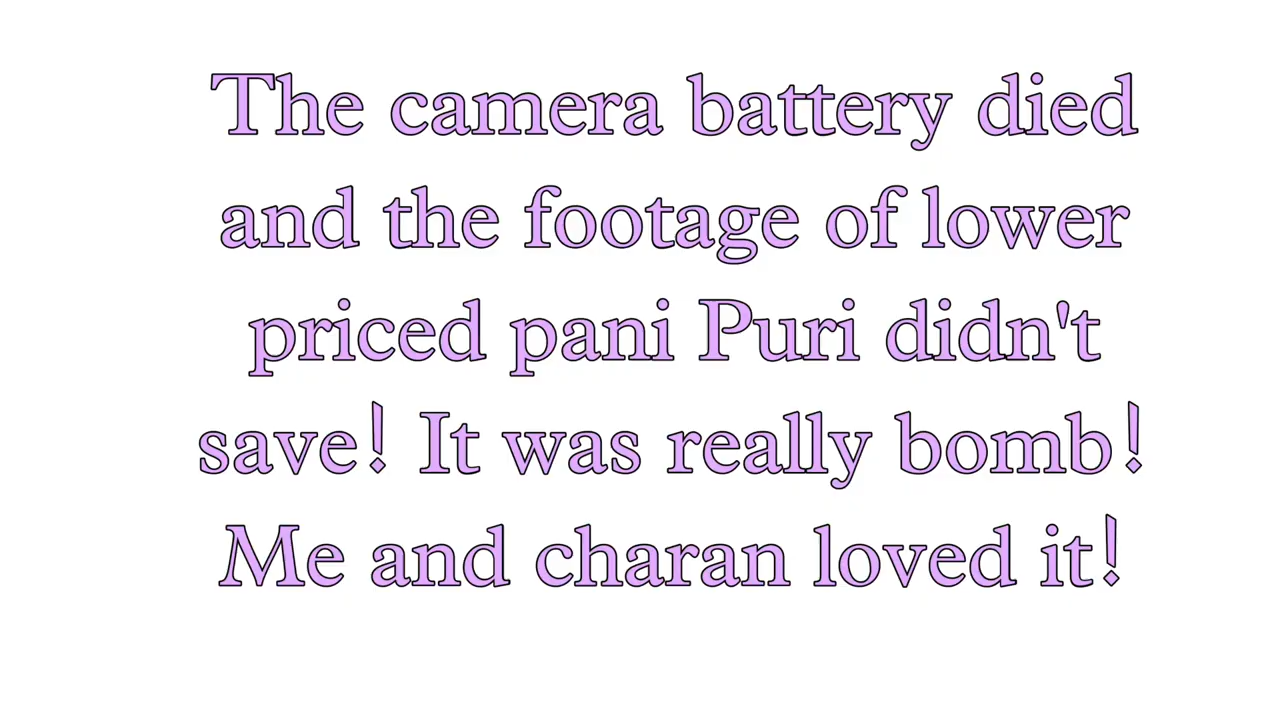 The camera battery died
and the footage of lower
priced pani Puri didn't
save! It was really bomb!
Me and charan loved it!